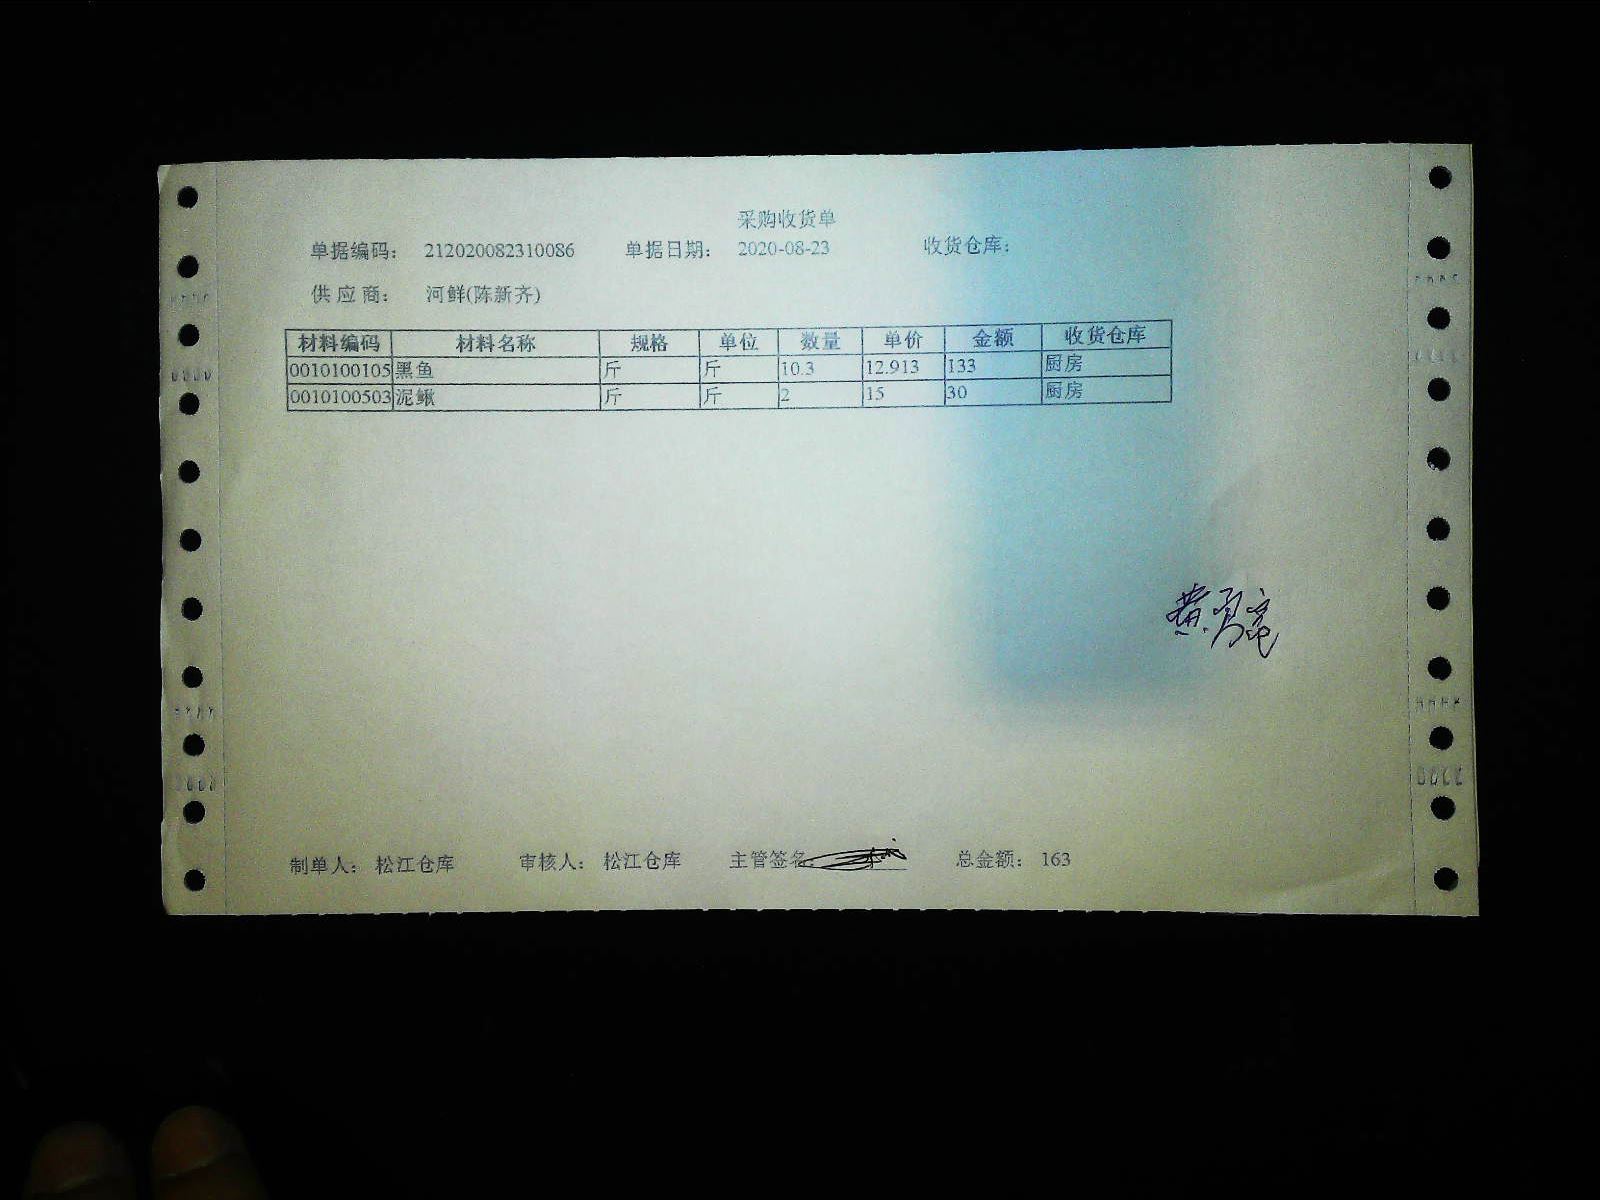 采购收货单
单据编码: 212020082310086 单据日期: 2020-08-23 收货仓库:
供应商: 河鲜(陈新齐)
材料编码 材料名称 规格 单位 数量 单价 金额 收货仓库
0010100105 黑鱼 斤 斤 10.3 12.913 133 厨房
0010100503 泥鳅 斤 斤 2 15 30 厨房
制单人: 松江仓库 审核人: 松江仓库 主管签名: 总金额: 163